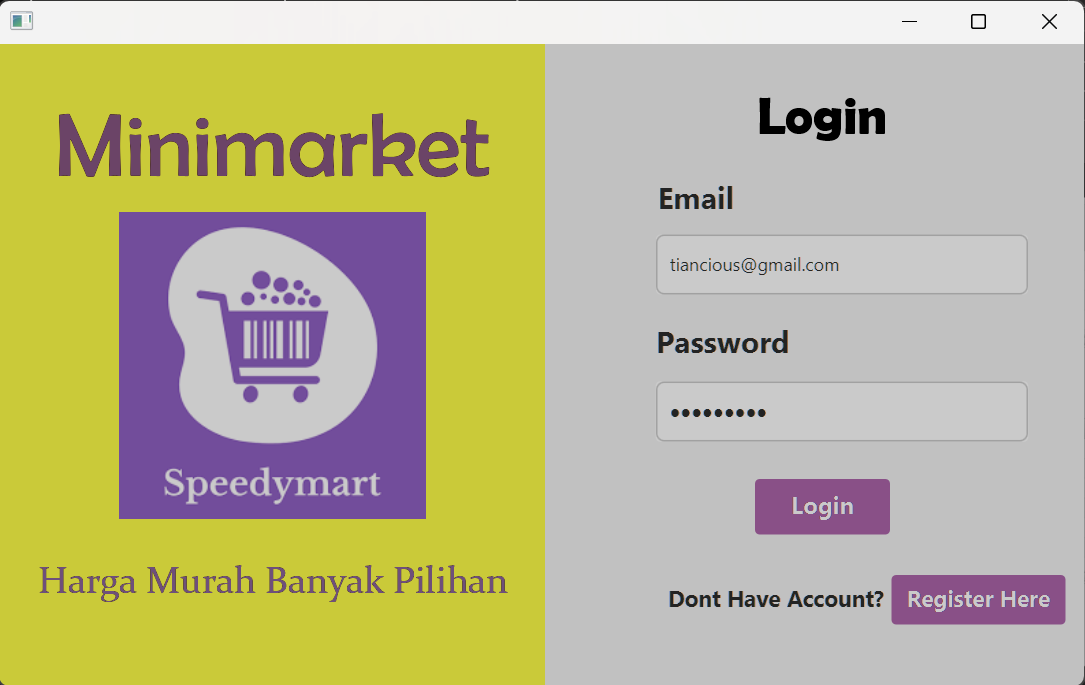 Minimarket
Speedymart
Harga Murah Banyak Pilihan
Login
Email
tiancious@gmail.com
Password
•••••••••
Login
Dont Have Account? Register Here